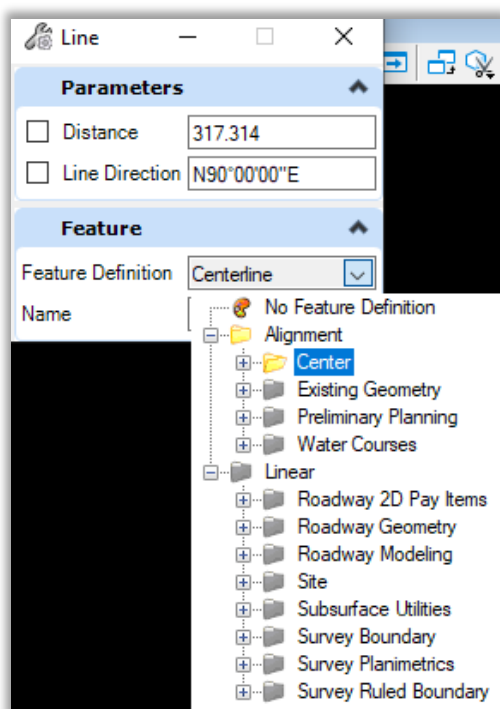 Line
Parameters
Distance 317.314
Line Direction N90°00'00"E
Feature
Feature Definition Centerline
Name
No Feature Definition
Alignment
Center
Existing Geometry
Preliminary Planning
Water Courses
Linear
Roadway 2D Pay Items
Roadway Geometry
Roadway Modeling
Site
Subsurface Utilities
Survey Boundary
Survey Planimetrics
Survey Ruled Boundary